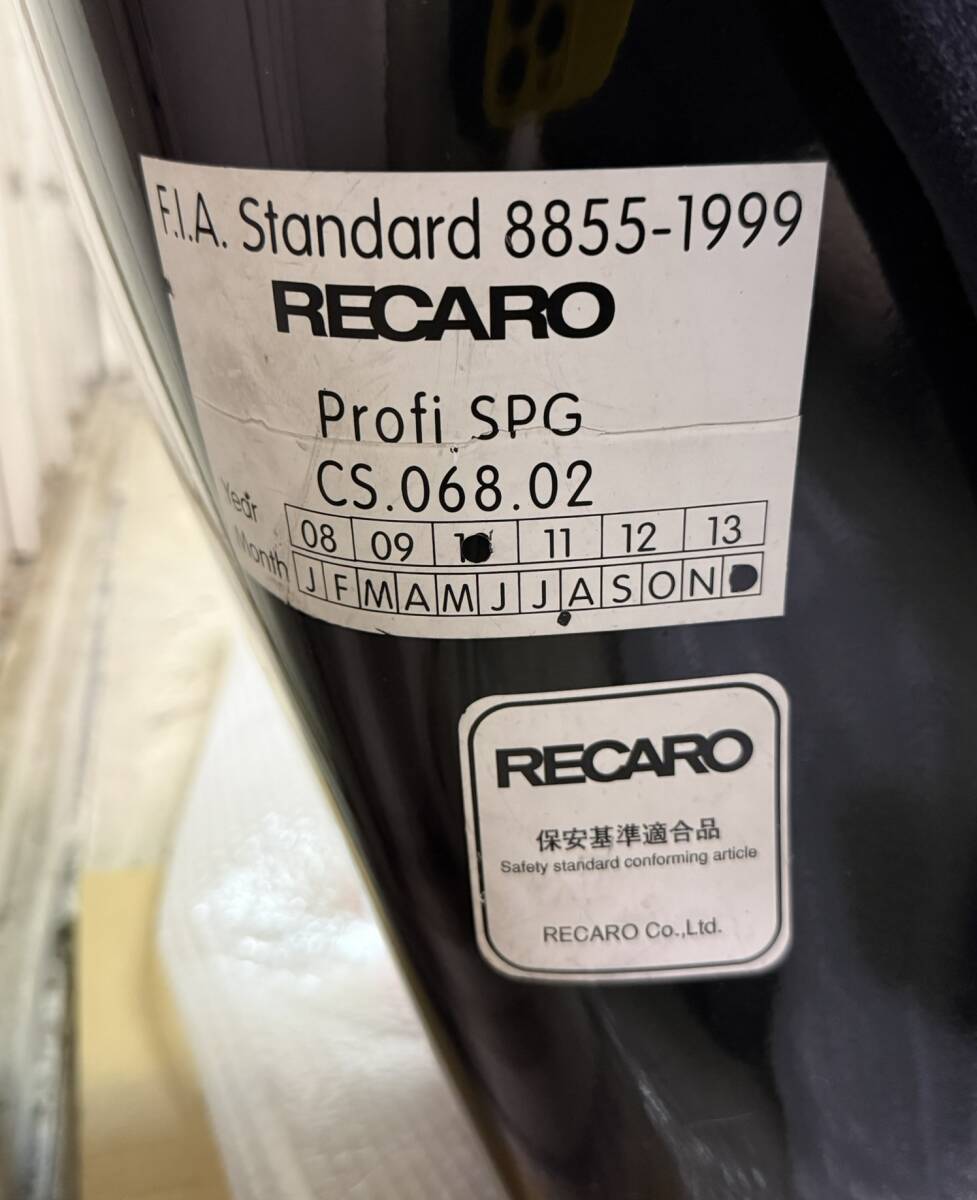 F.I.A. Standard 8855-1999
RECARO
Profi SPG
CS.068.02
Year 08 09 10 11 12 13
Month J F M A M J J A S O N D
RECARO
保安基準適合品
Safety standard conforming article
RECARO Co.,Ltd.